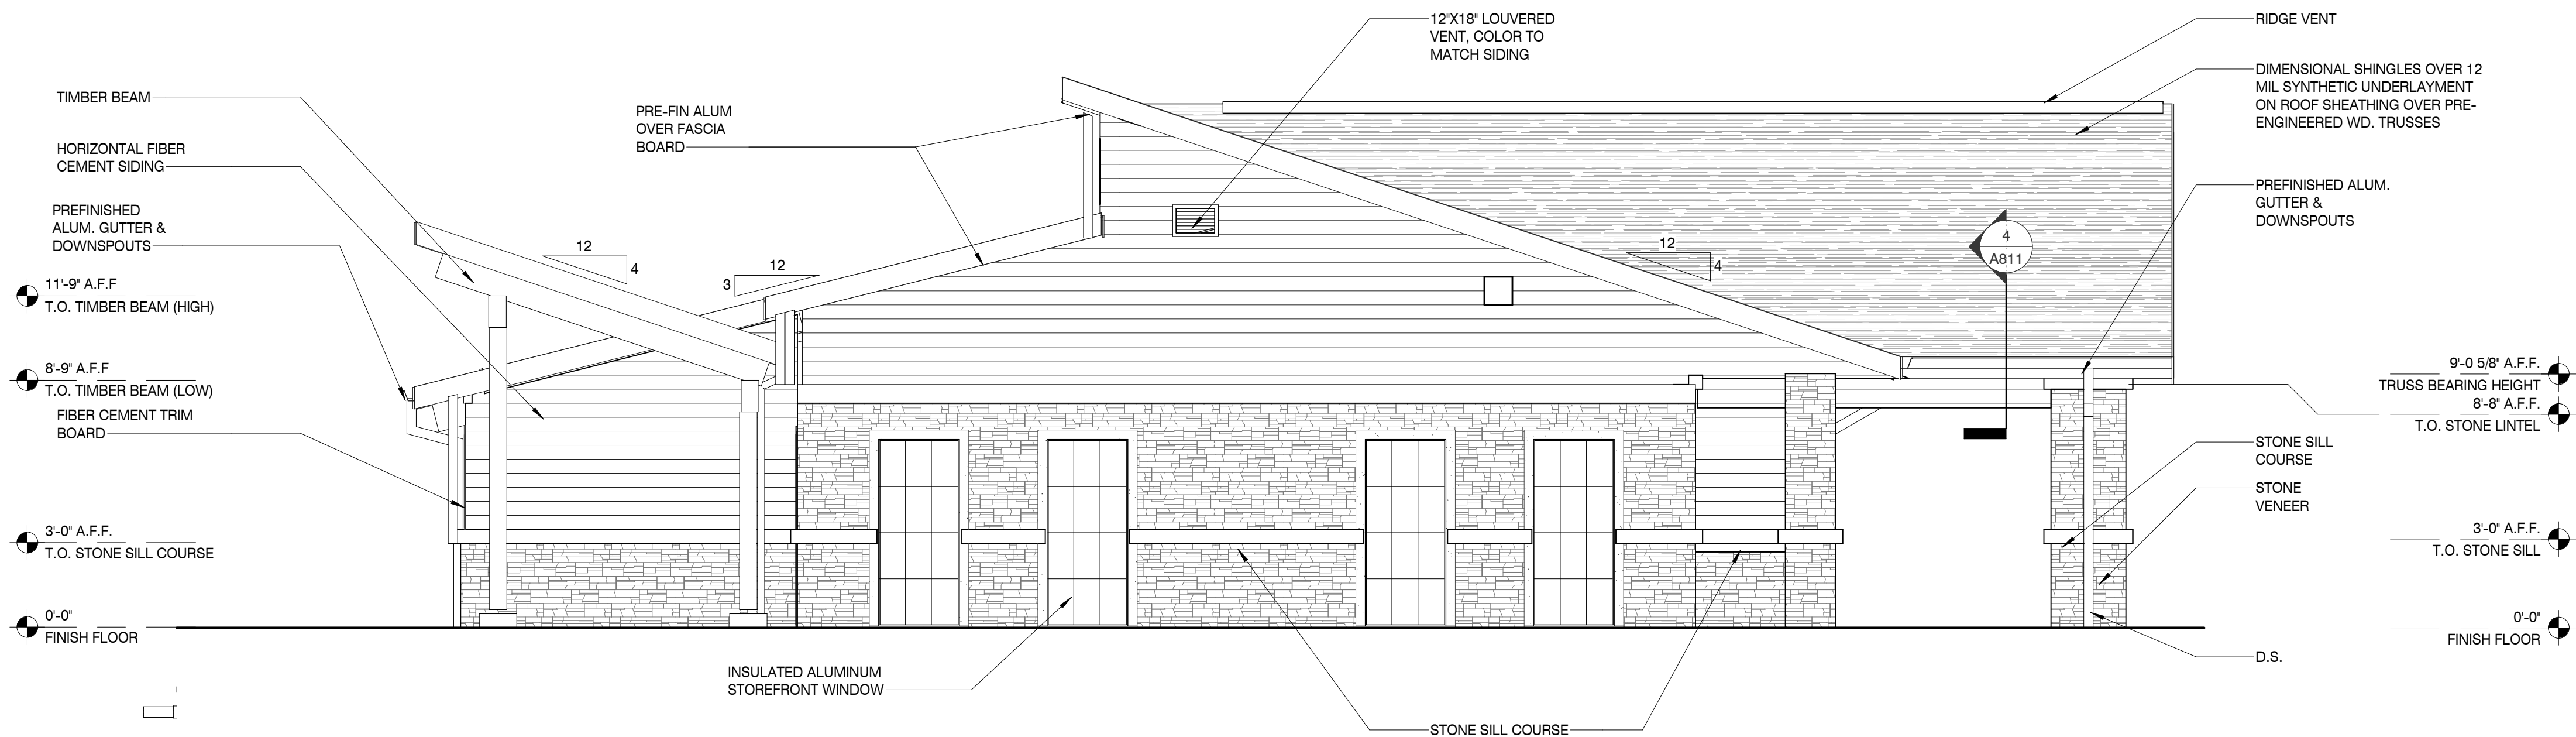 12"X18" LOUVERED
VENT, COLOR TO
MATCH SIDING
RIDGE VENT
DIMENSIONAL SHINGLES OVER 12
MIL SYNTHETIC UNDERLAYMENT
ON ROOF SHEATHING OVER PRE-
ENGINEERED WD. TRUSSES
TIMBER BEAM
PRE-FIN ALUM
OVER FASCIA
BOARD
HORIZONTAL FIBER
CEMENT SIDING
PREFINISHED
ALUM. GUTTER &
DOWNSPOUTS
PREFINISHED ALUM.
GUTTER &
DOWNSPOUTS
12
4
12
3
12
4
4
A811
11'-9" A.F.F
T.O. TIMBER BEAM (HIGH)
8'-9" A.F.F
T.O. TIMBER BEAM (LOW)
FIBER CEMENT TRIM
BOARD
9'-0 5/8" A.F.F.
TRUSS BEARING HEIGHT
8'-8" A.F.F.
T.O. STONE LINTEL
STONE SILL
COURSE
STONE
VENEER
3'-0" A.F.F.
T.O. STONE SILL COURSE
3'-0" A.F.F.
T.O. STONE SILL
0'-0"
FINISH FLOOR
0'-0"
FINISH FLOOR
D.S.
INSULATED ALUMINUM
STOREFRONT WINDOW
STONE SILL COURSE